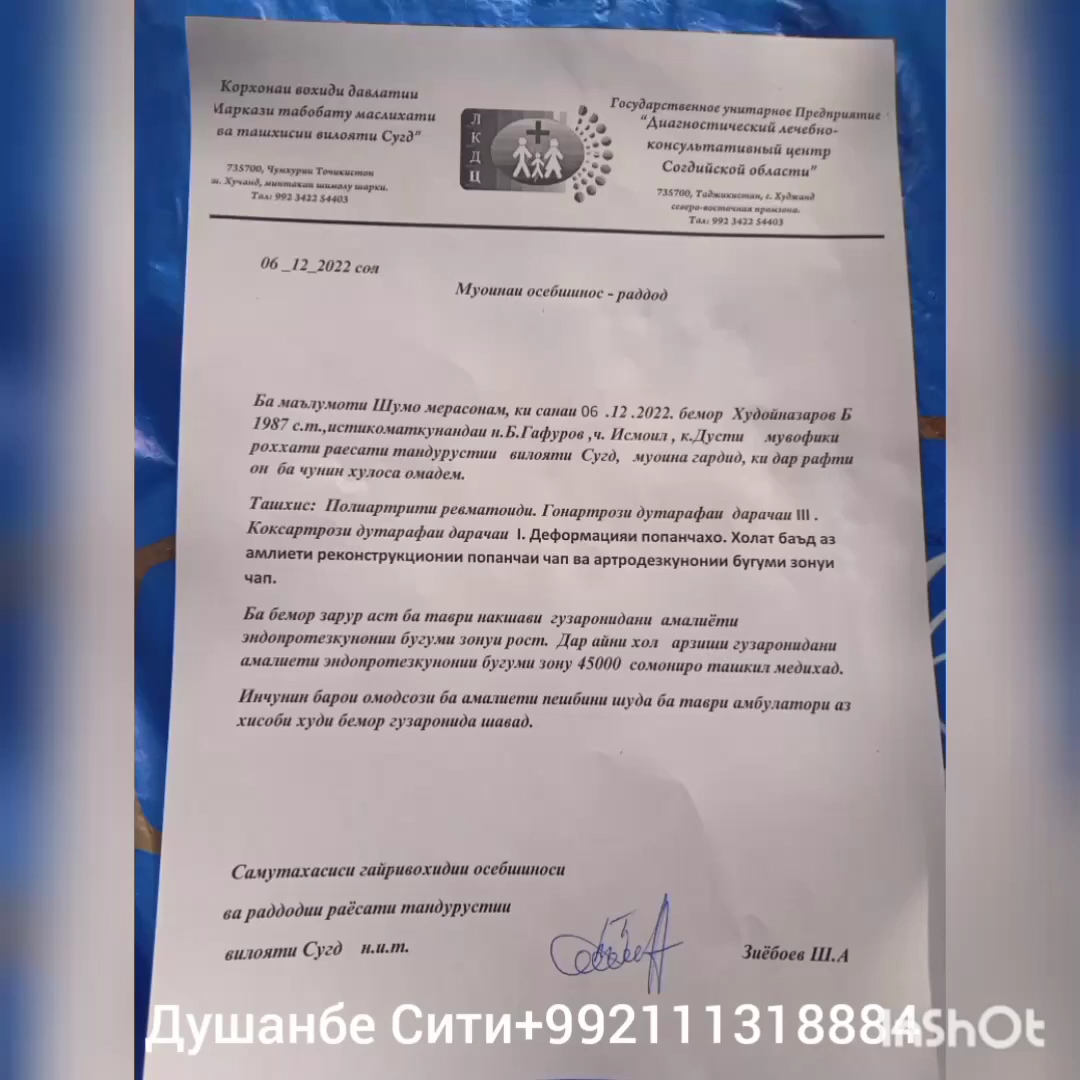 Корхонаи вохиди давлатии
Маркази табобату маслихати
ва ташхисии вилояти Сугд"
735700, Чумхурии Точикистон
ш. Хучанд, минтакаи шимолу шарки.
Тал: 992 3422 54403
Л
К
Д
Ц
Государственное унитарное Предприятие
"Диагностический лечебно-
консультативный центр
Согдийской области"
735700, Таджикистан, г. Худжанд
северо-восточная промзона.
Тал: 992 3422 54403
06 _12_2022 сол
Муоинаи осебшинос - раддод
Ба маълумоти Шумо мерасонам, ки санаи 06 .12 .2022. бемор Худойназаров Б
1987 с.т.,истикоматкунандаи н.Б.Гафуров ,ч. Исмоил , к.Дусти мувофики
роххати раесати тандурустии вилояти Сугд, муоина гардид, ки дар рафти
он ба чунин хулоса омадем.
Ташхис: Полиартрити ревматоиди. Гонартрози дутарафаи дарачаи III .
Коксартрози дутарафаи дарачаи I. Деформацияи попанчахо. Холат баъд аз
амлиети реконструкционии попанчаи чап ва артродезкунонии бугуми зонуи
чап.
Ба бемор зарур аст ба таври накшави гузаронидани амалиёти
эндопротезкунонии бугуми зонуи рост. Дар айни хол арзиши гузаронидани
амалиети эндопротезкунонии бугуми зону 45000 сомониро ташкил медихад.
Инчунин барои омодсози ба амалиети пешбини шуда ба таври амбулатори аз
хисоби худи бемор гузаронида шавад.
Самутахасиси гайривохидии осебшиноси
ва раддодии раёсати тандурустии
вилояти Сугд н.и.т.
Зиёбоев Ш.А
Душанбе Сити+992111318884
InShOt